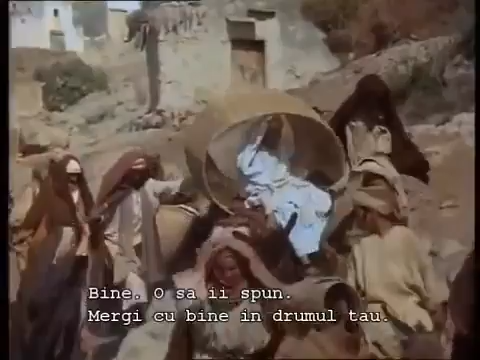 Bine. O sa ii spun.
Mergi cu bine in drumul tau.